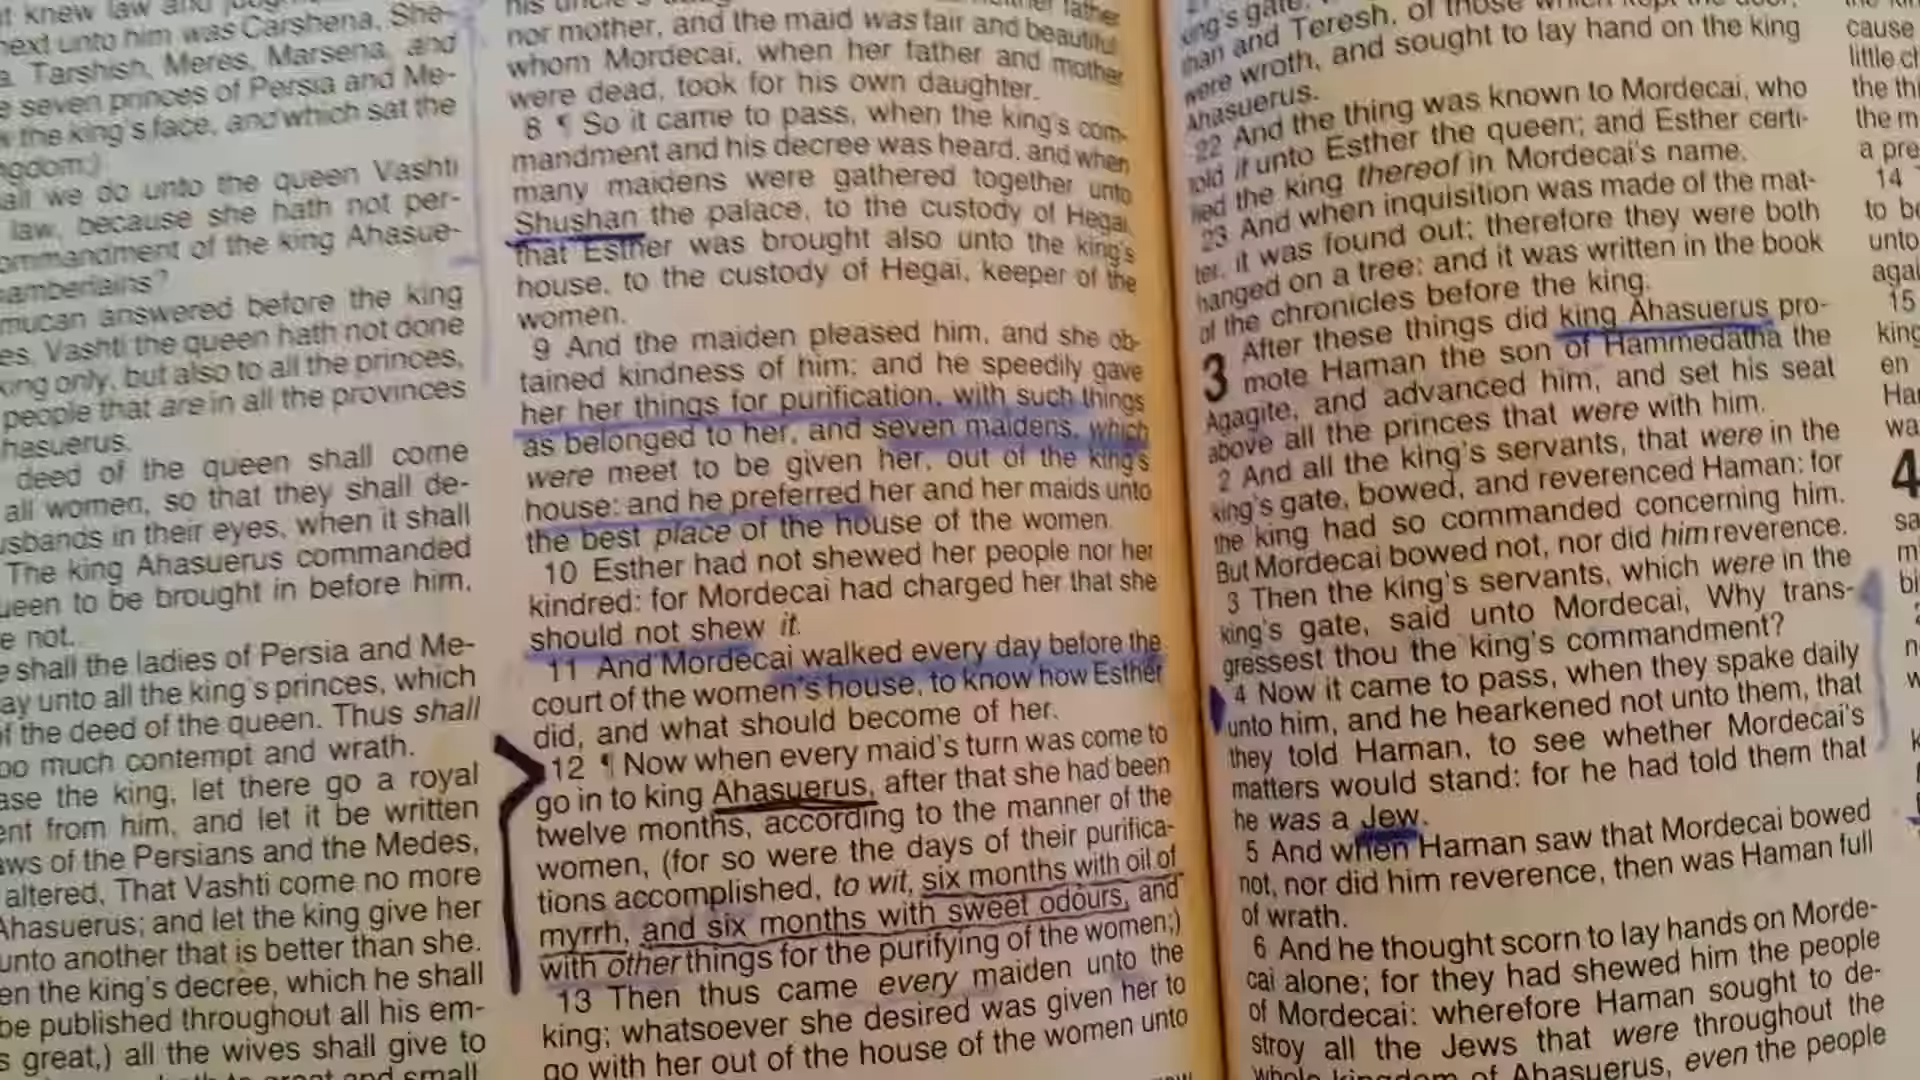 t knew law and
next unto him was Carshena, She-
a, Tarshish, Meres, Marsena, and
e seven princes of Persia and Me-
the king's face, and which sat the
ngdom;)
all we do unto the queen Vashti
law, because she hath not per-
ommandment of the king Ahasue-
amberlains?
mucan answered before the king
es, Vashti the queen hath not done
king only, but also to all the princes,
people that are in all the provinces
hasuerus.
deed of the queen shall come
all women, so that they shall de-
usbands in their eyes, when it shall
The king Ahasuerus commanded
ueen to be brought in before him,
e not.
e shall the ladies of Persia and Me-
ay unto all the king's princes, which
f the deed of the queen. Thus shall
oo much contempt and wrath.
ase the king, let there go a royal
ent from him, and let it be written
aws of the Persians and the Medes,
altered, That Vashti come no more
Ahasuerus; and let the king give her
unto another that is better than she.
en the king's decree, which he shall
be published throughout all his em-
s great,) all the wives shall give to
great and small
his uncle's father
nor mother, and the maid was fair and beautiful;
whom Mordecai, when her father and mother
were dead, took for his own daughter.
8 ¶ So it came to pass, when the king's com-
mandment and his decree was heard, and when
many maidens were gathered together unto
Shushan the palace, to the custody of Hegai,
that Esther was brought also unto the king's
house, to the custody of Hegai, keeper of the
women.
9 And the maiden pleased him, and she ob-
tained kindness of him; and he speedily gave
her her things for purification, with such things
as belonged to her, and seven maidens, which
were meet to be given her, out of the king's
house: and he preferred her and her maids unto
the best place of the house of the women.
10 Esther had not shewed her people nor her
kindred: for Mordecai had charged her that she
should not shew it.
11 And Mordecai walked every day before the
court of the women's house, to know how Esther
did, and what should become of her.
12 ¶ Now when every maid's turn was come to
go in to king Ahasuerus, after that she had been
twelve months, according to the manner of the
women, (for so were the days of their purifica-
tions accomplished, to wit, six months with oil of
myrrh, and six months with sweet odours, and
with other things for the purifying of the women;)
13 Then thus came every maiden unto the
king; whatsoever she desired was given her to
go with her out of the house of the women unto
king's gate,
than and Teresh, of those which kept the door,
were wroth, and sought to lay hand on the king
Ahasuerus.
22 And the thing was known to Mordecai, who
told it unto Esther the queen; and Esther certi-
fied the king thereof in Mordecai's name.
23 And when inquisition was made of the mat-
ter, it was found out; therefore they were both
hanged on a tree: and it was written in the book
of the chronicles before the king.
3 After these things did king Ahasuerus pro-
mote Haman the son of Hammedatha the
Agagite, and advanced him, and set his seat
above all the princes that were with him.
2 And all the king's servants, that were in the
king's gate, bowed, and reverenced Haman: for
the king had so commanded concerning him.
But Mordecai bowed not, nor did him reverence.
3 Then the king's servants, which were in the
king's gate, said unto Mordecai, Why trans-
gressest thou the king's commandment?
4 Now it came to pass, when they spake daily
unto him, and he hearkened not unto them, that
they told Haman, to see whether Mordecai's
matters would stand: for he had told them that
he was a Jew.
5 And when Haman saw that Mordecai bowed
not, nor did him reverence, then was Haman full
of wrath.
6 And he thought scorn to lay hands on Morde-
cai alone; for they had shewed him the people
of Mordecai: wherefore Haman sought to de-
stroy all the Jews that were throughout the
whole kingdom of Ahasuerus, even the people
cause
little ch
the thi
the m
a pre
14
to be
unto
agai
15
king
en
Har
wa
4
sa
m
bi